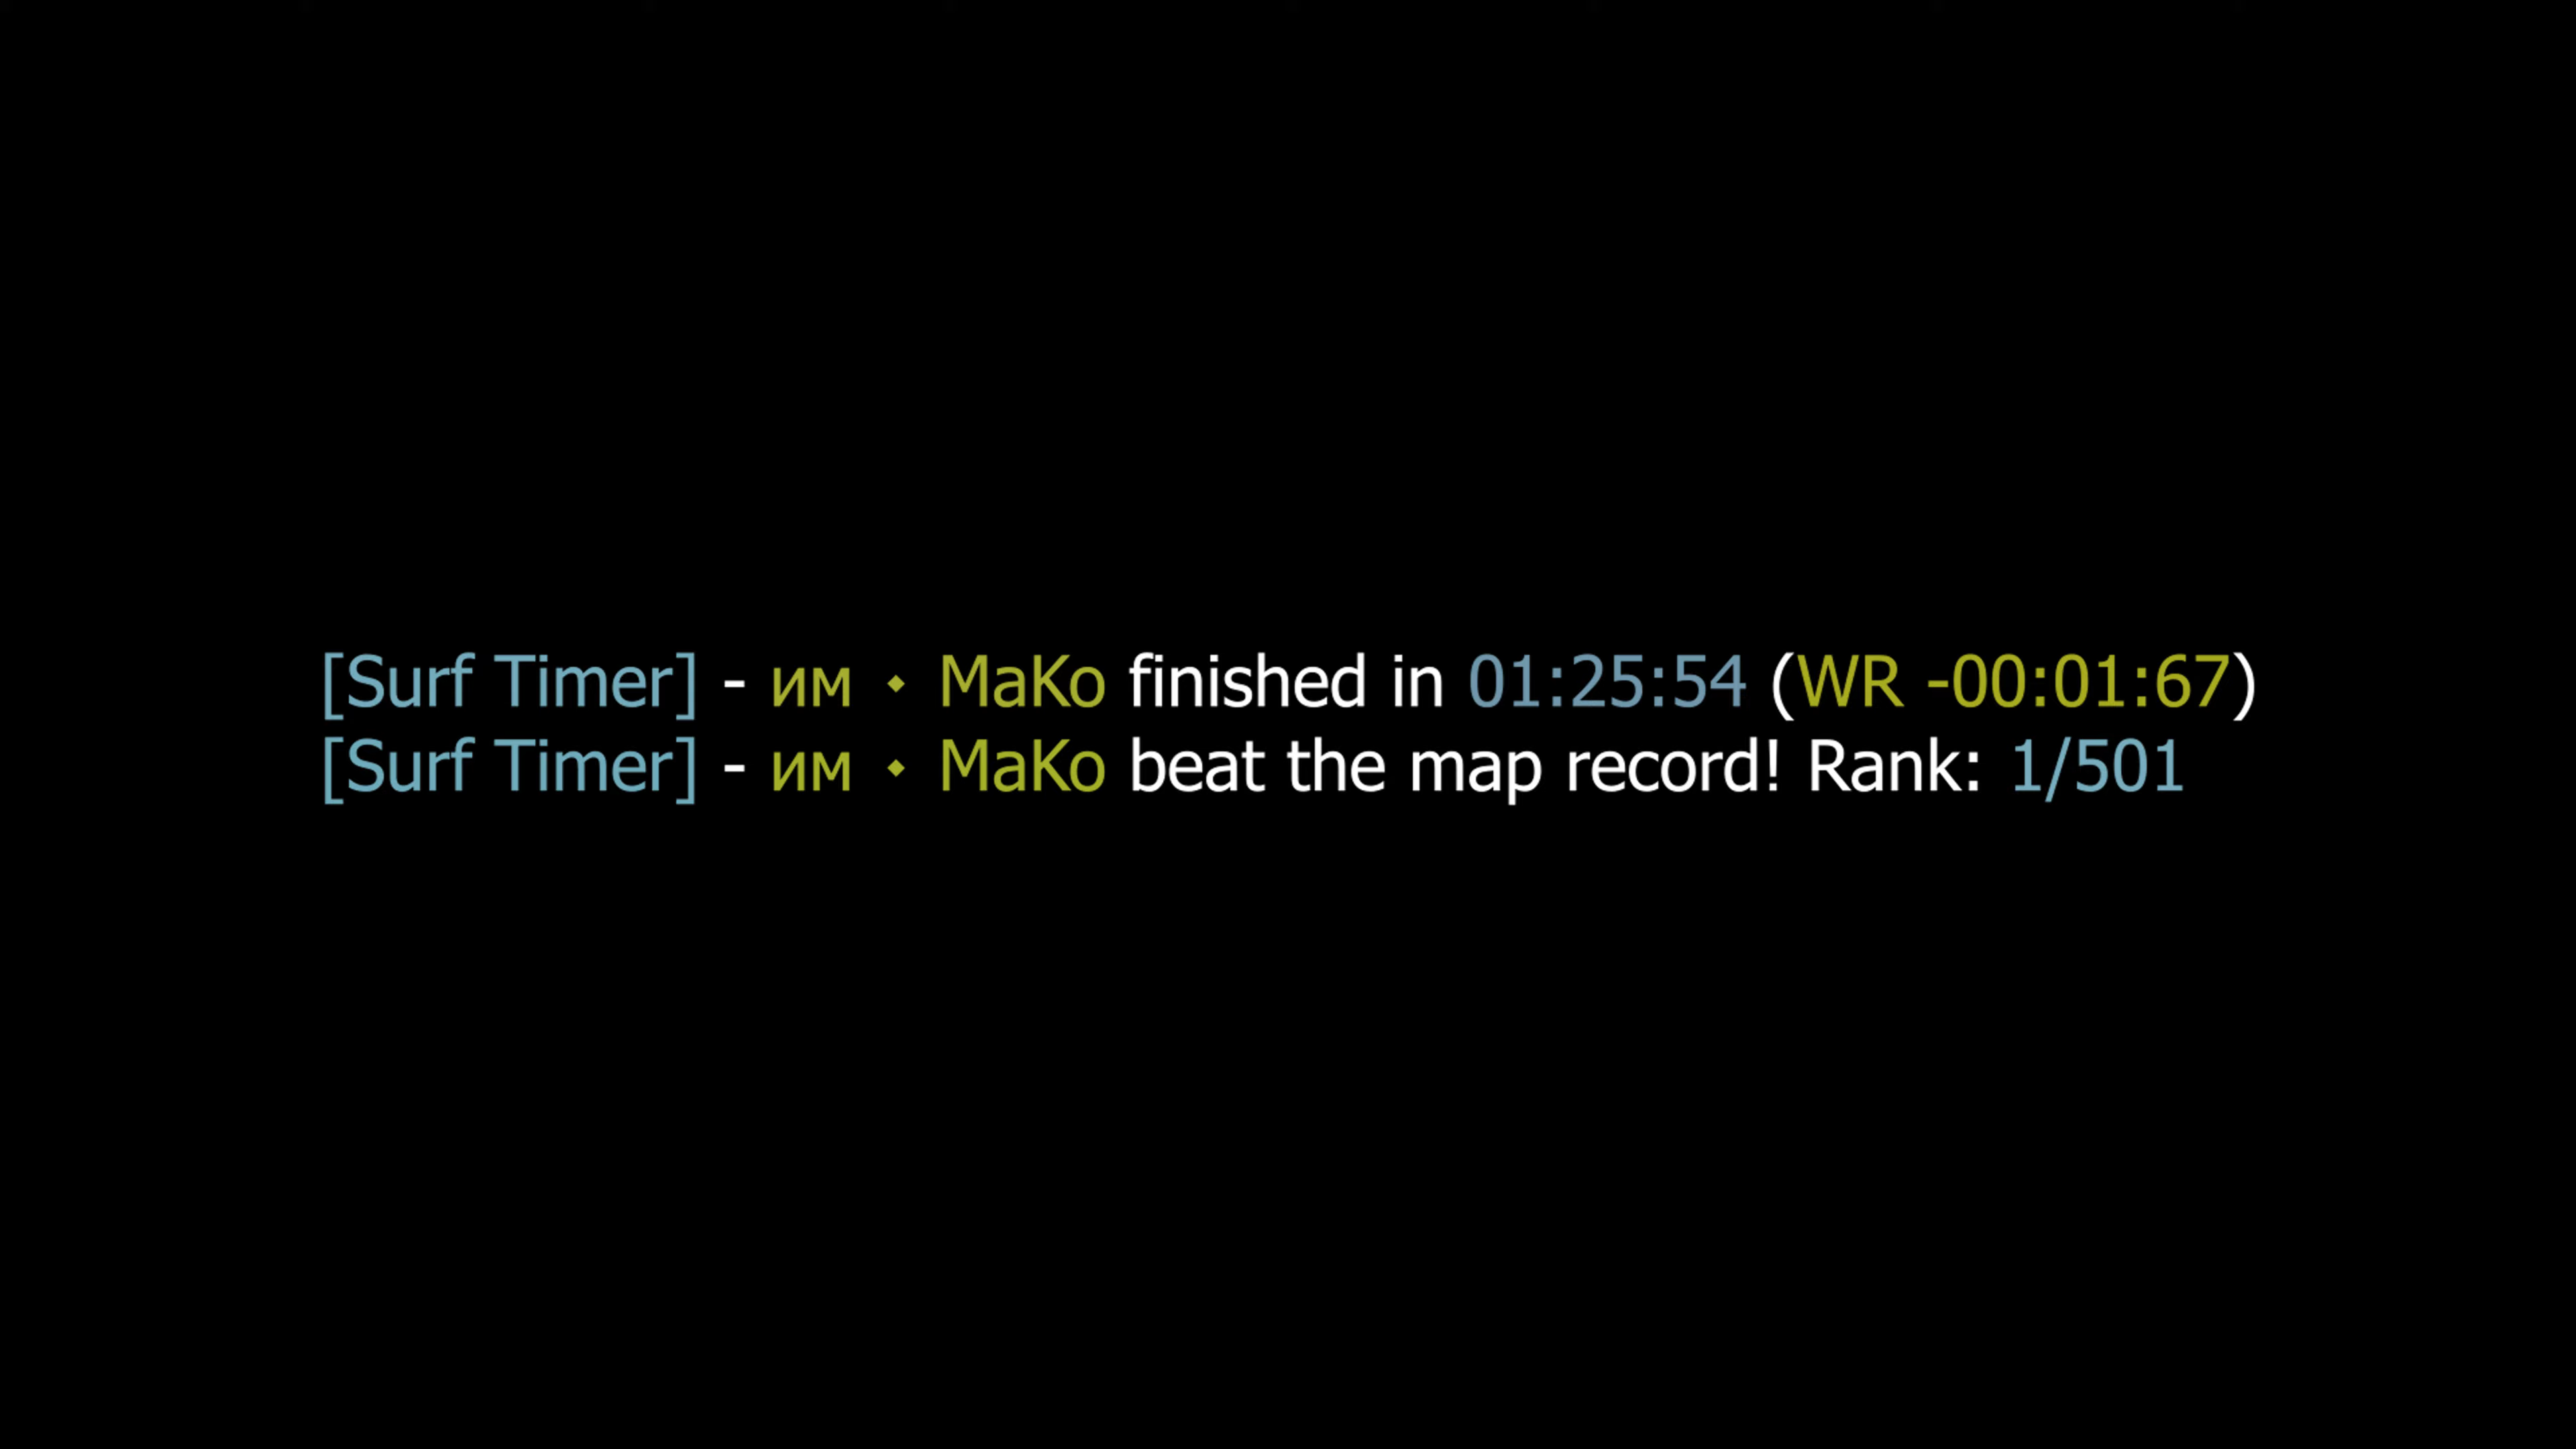 [Surf Timer] - им ⬩ MaKo finished in 01:25:54 (WR -00:01:67)
[Surf Timer] - им ⬩ MaKo beat the map record! Rank: 1/501